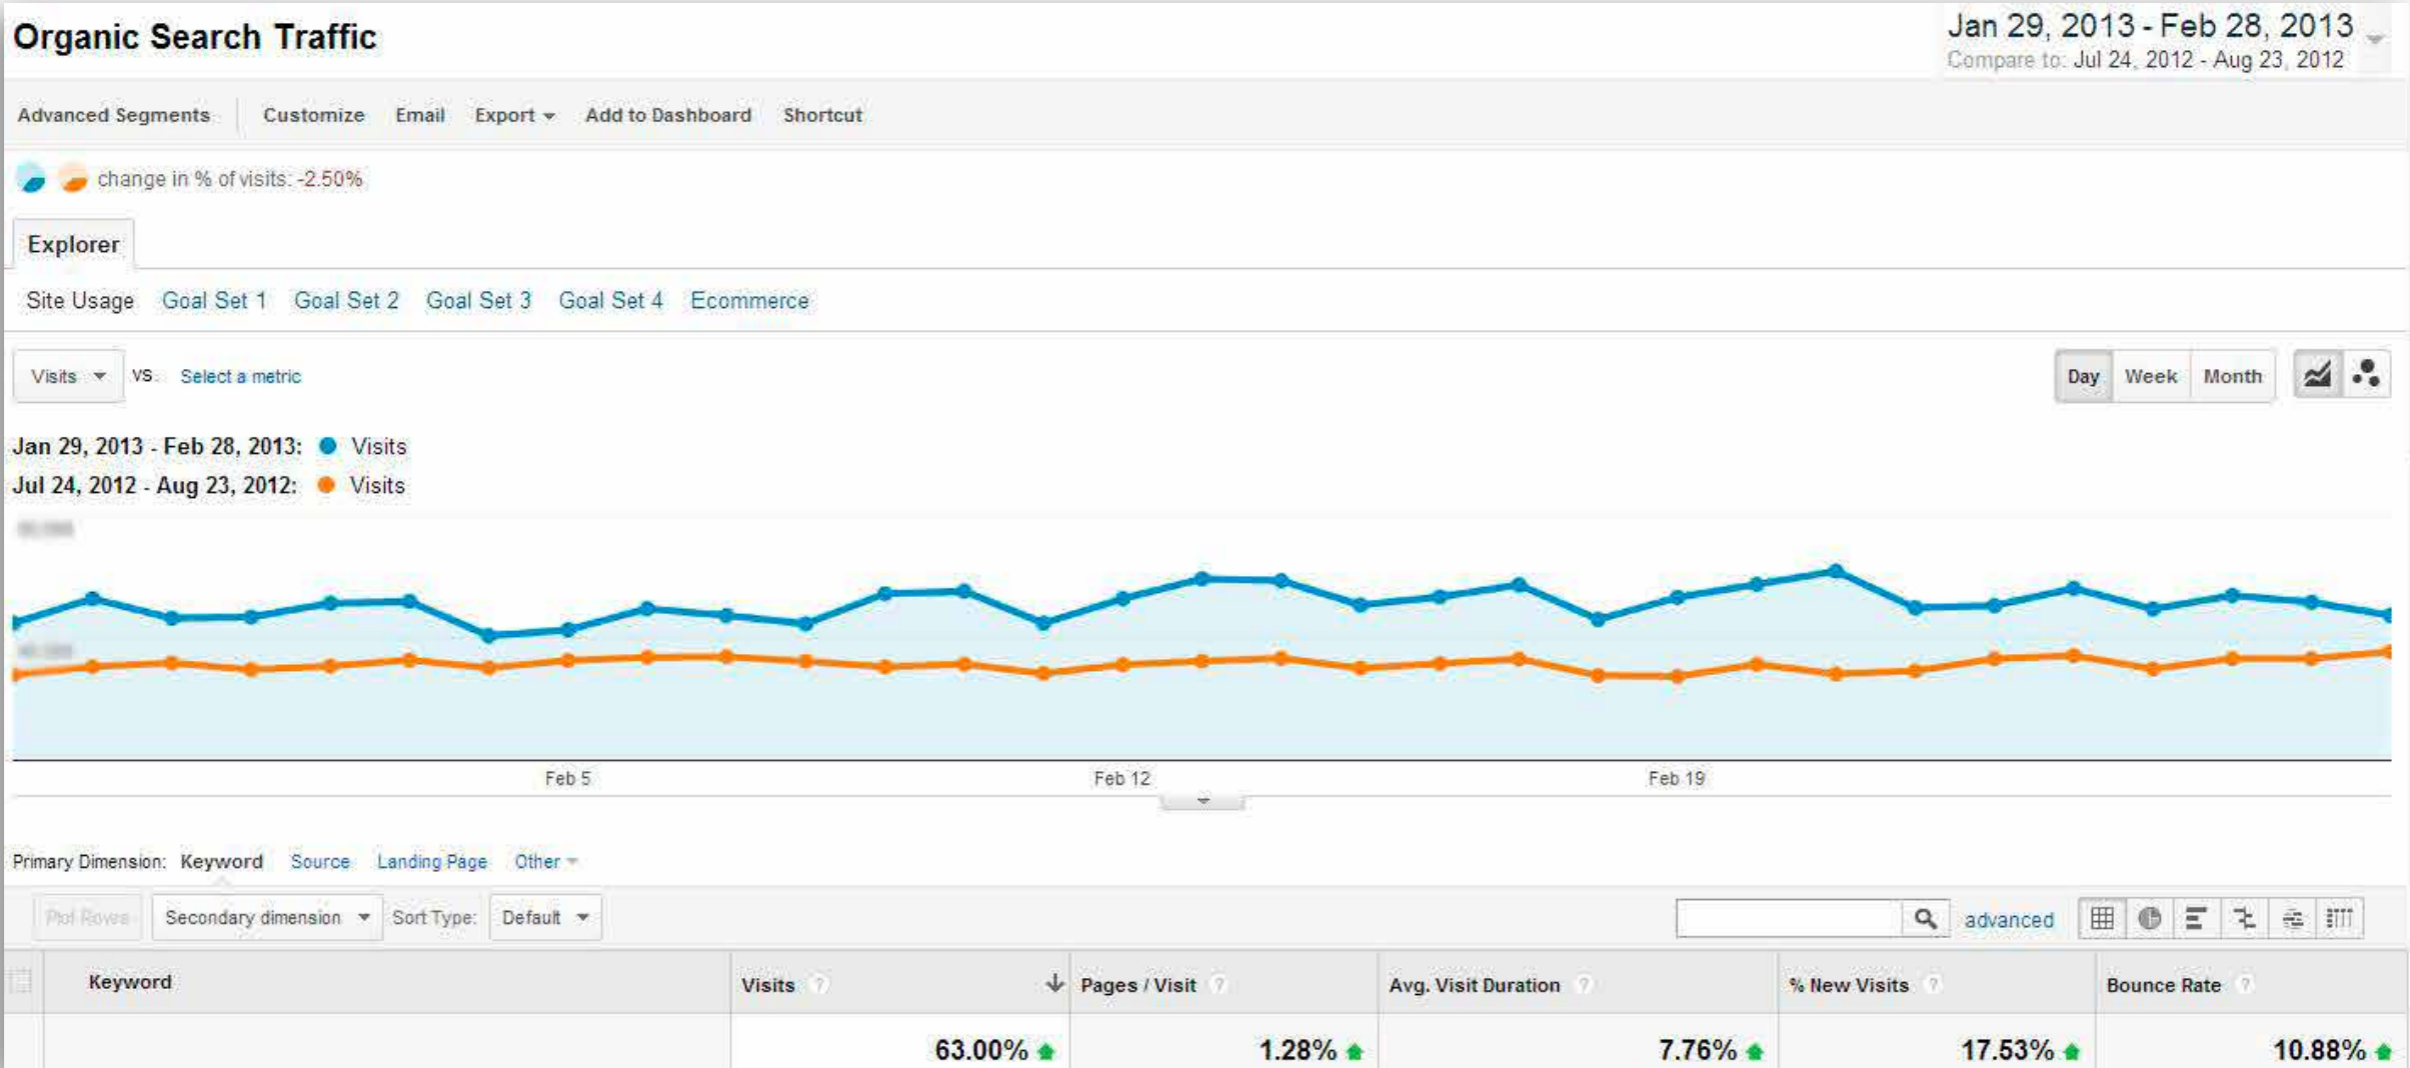 Organic Search Traffic
Jan 29, 2013 - Feb 28, 2013
Compare to: Jul 24, 2012 - Aug 23, 2012
Advanced Segments Customize Email Export Add to Dashboard Shortcut
change in % of visits: -2.50%
Explorer
Site Usage Goal Set 1 Goal Set 2 Goal Set 3 Goal Set 4 Ecommerce
Visits VS. Select a metric Day Week Month
Jan 29, 2013 - Feb 28, 2013: Visits
Jul 24, 2012 - Aug 23, 2012: Visits
Feb 5 Feb 12 Feb 19
Primary Dimension: Keyword Source Landing Page Other
Plot Rows Secondary dimension Sort Type: Default advanced
Keyword Visits ? Pages / Visit ? Avg. Visit Duration ? % New Visits ? Bounce Rate ?
63.00% 1.28% 7.76% 17.53% 10.88%